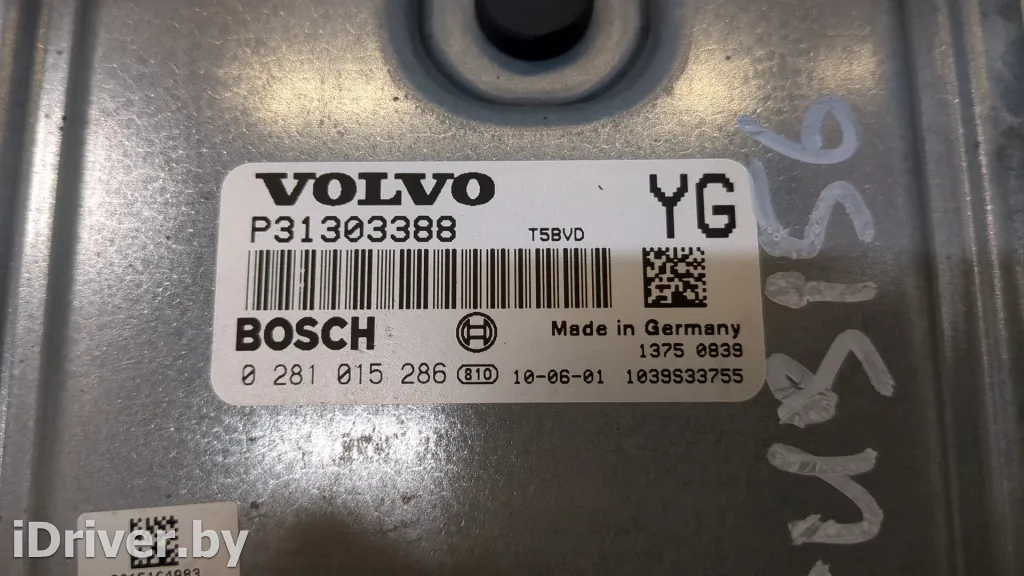 VOLVO
YG
P31303388 T5BVD
BOSCH
Made in Germany
1375 0839
0 281 015 286 810 10-06-01 1039S33755
iDriver.by